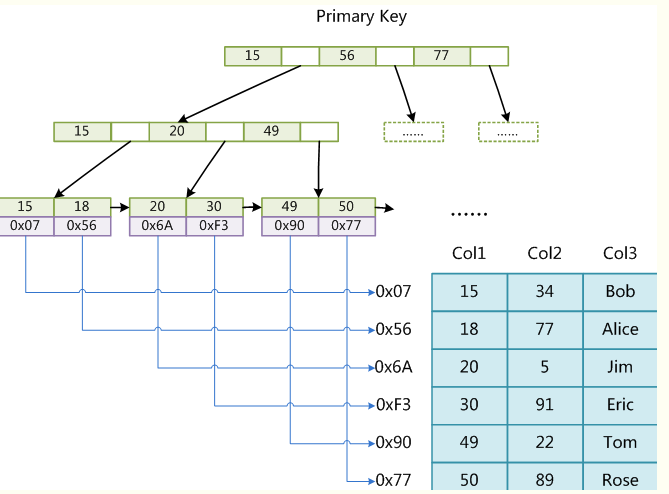 Primary Key
15 56 77
15 20 49 ...... ......
15 18 20 30 49 50
0x07 0x56 0x6A 0xF3 0x90 0x77
......
Col1 Col2 Col3
0x07 15 34 Bob
0x56 18 77 Alice
0x6A 20 5 Jim
0xF3 30 91 Eric
0x90 49 22 Tom
0x77 50 89 Rose